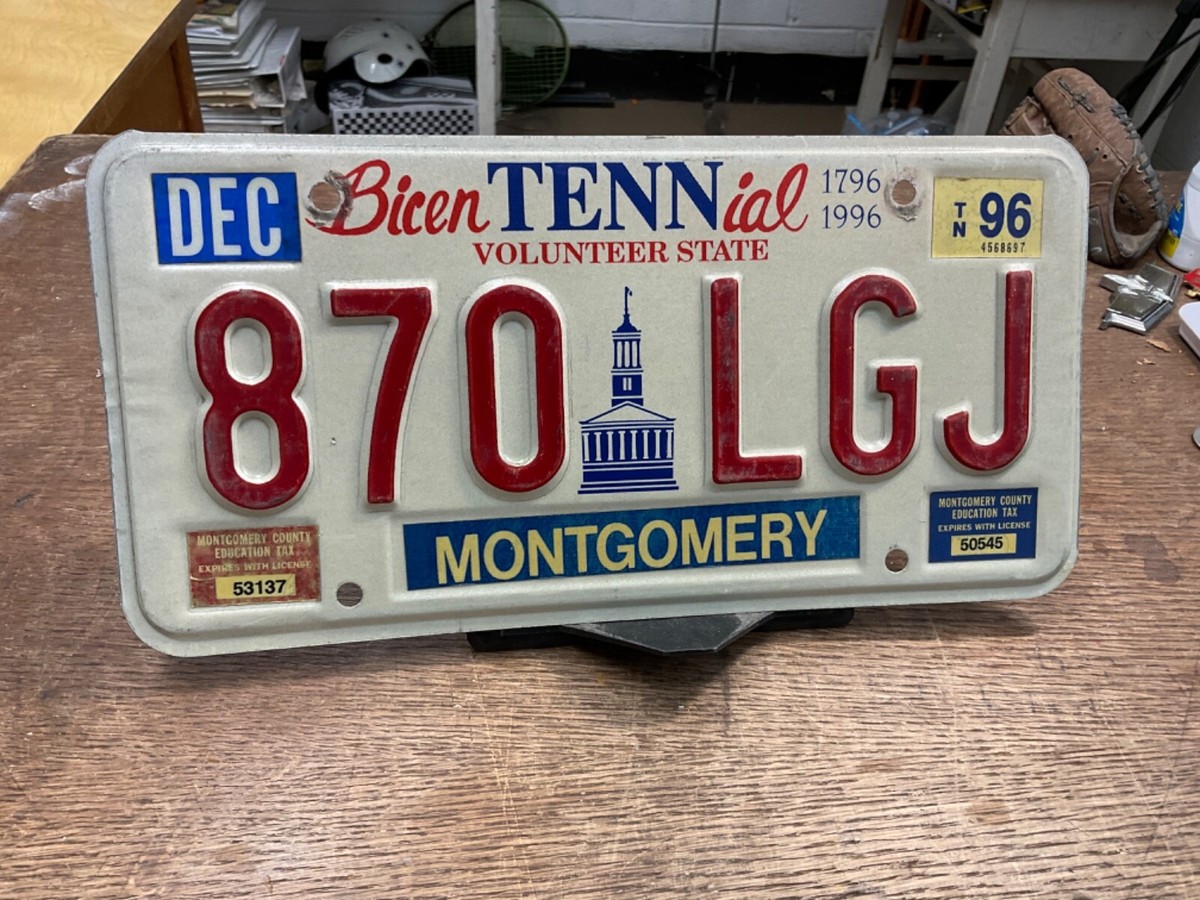 DEC
BicenTENNial
1796
1996
VOLUNTEER STATE
TN
96
4568697
870 LGJ
MONTGOMERY COUNTY
EDUCATION TAX
EXPIRES WITH LICENSE
53137
MONTGOMERY
MONTGOMERY COUNTY
EDUCATION TAX
EXPIRES WITH LICENSE
50545